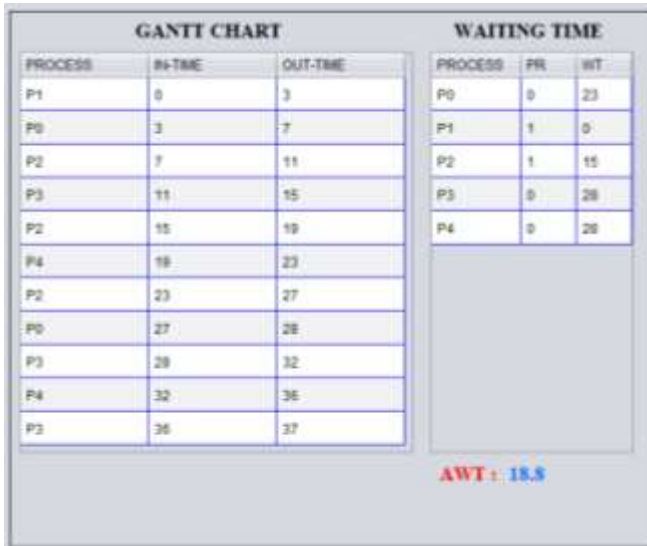 GANTT CHART
PROCESS IN-TIME OUT-TIME
P1 0 3
P0 3 7
P2 7 11
P3 11 15
P2 15 19
P4 19 23
P2 23 27
P0 27 28
P3 28 32
P4 32 36
P3 36 37
WAITING TIME
PROCESS PR WT
P0 0 23
P1 1 0
P2 1 15
P3 0 28
P4 0 28
AWT : 18.8